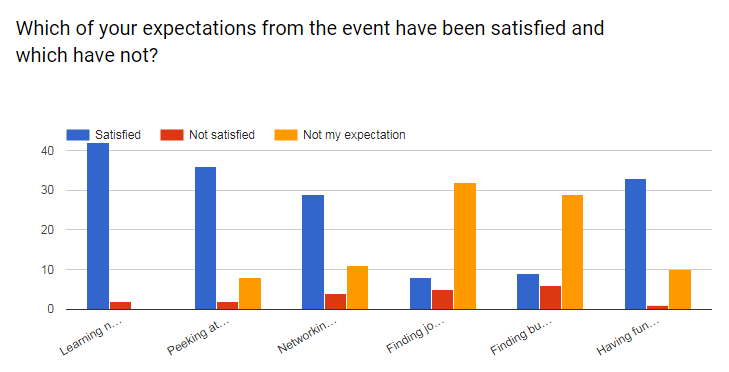 Which of your expectations from the event have been satisfied and
which have not?
Satisfied Not satisfied Not my expectation
40
30
20
10
0
Learning n...
Peeking at...
Networkin...
Finding jo...
Finding bu...
Having fun...